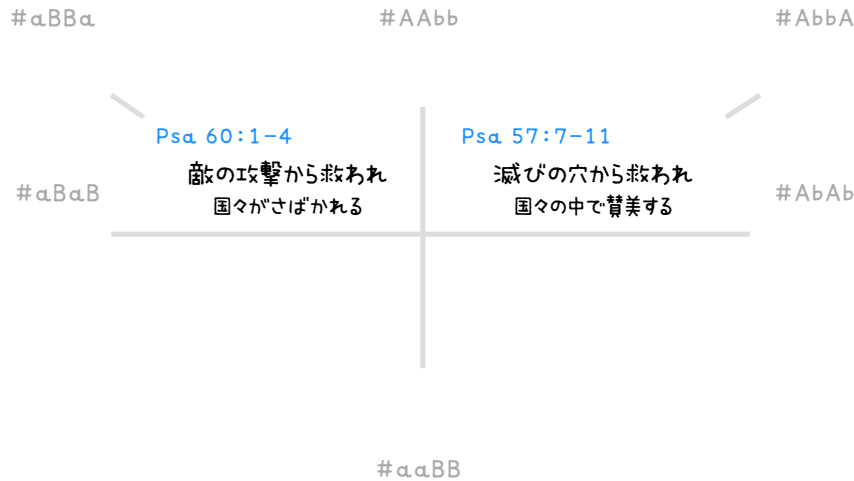 #aBBa
#AAbb
#AbbA
Psa 60:1-4
敵の攻撃から救われ
国々がさばかれる
Psa 57:7-11
滅びの穴から救われ
国々の中で賛美する
#aBaB
#AbAb
#aaBB